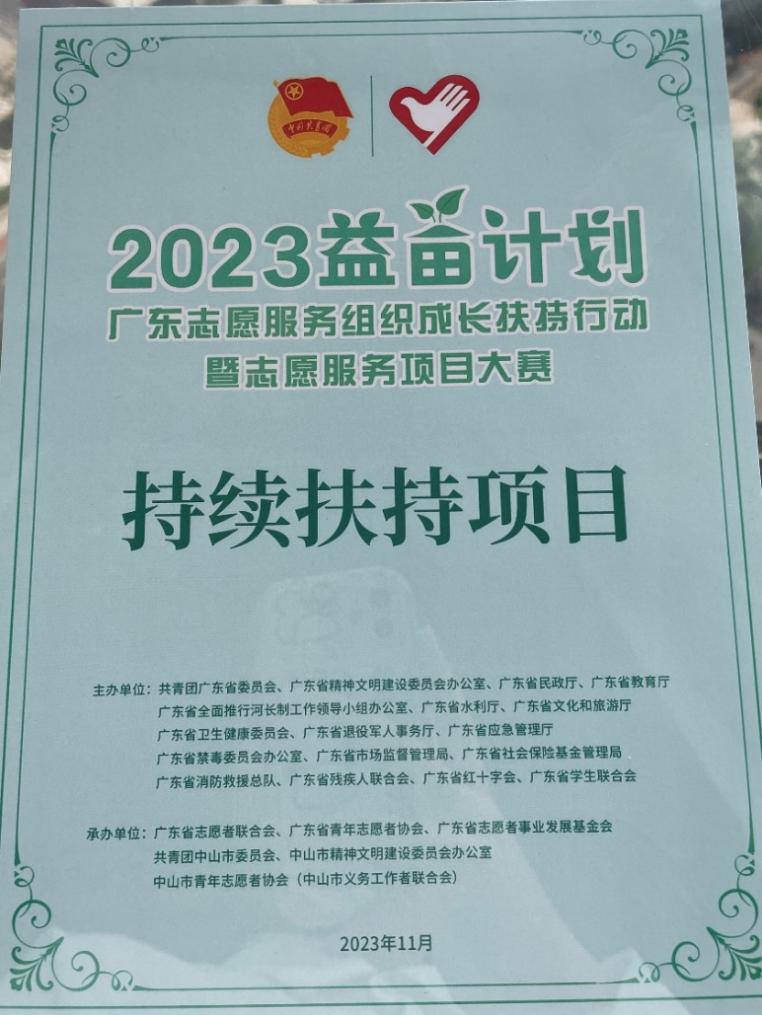 中国共青团
2023益苗计划
广东志愿服务组织成长扶持行动
暨志愿服务项目大赛
持续扶持项目
主办单位：共青团广东省委员会、广东省精神文明建设委员会办公室、广东省民政厅、广东省教育厅
广东省全面推行河长制工作领导小组办公室、广东省水利厅、广东省文化和旅游厅
广东省卫生健康委员会、广东省退役军人事务厅、广东省应急管理厅
广东省禁毒委员会办公室、广东省市场监督管理局、广东省社会保险基金管理局
广东省消防救援总队、广东省残疾人联合会、广东省红十字会、广东省学生联合会
承办单位：广东省志愿者联合会、广东省青年志愿者协会、广东省志愿者事业发展基金会
共青团中山市委员会、中山市精神文明建设委员会办公室
中山市青年志愿者协会（中山市义务工作者联合会）
2023年11月